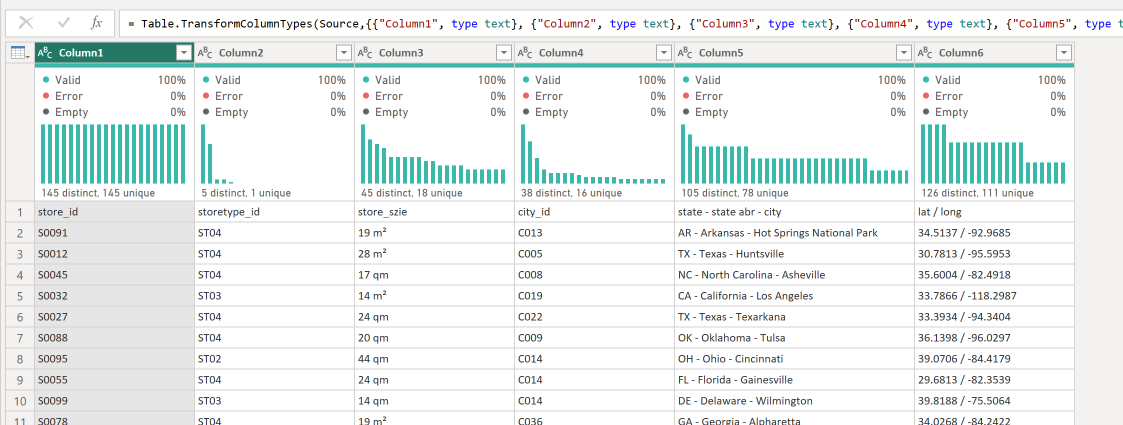 fx = Table.TransformColumnTypes(Source,{{"Column1", type text}, {"Column2", type text}, {"Column3", type text}, {"Column4", type text}, {"Column5", type t
ABC Column1 ABC Column2 ABC Column3 ABC Column4 ABC Column5 ABC Column6
Valid 100% Valid 100% Valid 100% Valid 100% Valid 100% Valid 100%
Error 0% Error 0% Error 0% Error 0% Error 0% Error 0%
Empty 0% Empty 0% Empty 0% Empty 0% Empty 0% Empty 0%
145 distinct, 145 unique 5 distinct, 1 unique 45 distinct, 18 unique 38 distinct, 16 unique 105 distinct, 78 unique 126 distinct, 111 unique
1 store_id storetype_id store_szie city_id state - state abr - city lat / long
2 S0091 ST04 19 m² C013 AR - Arkansas - Hot Springs National Park 34.5137 / -92.9685
3 S0012 ST04 28 m² C005 TX - Texas - Huntsville 30.7813 / -95.5953
4 S0045 ST04 17 qm C008 NC - North Carolina - Asheville 35.6004 / -82.4918
5 S0032 ST03 14 m² C019 CA - California - Los Angeles 33.7866 / -118.2987
6 S0027 ST04 24 qm C022 TX - Texas - Texarkana 33.3934 / -94.3404
7 S0088 ST04 20 qm C009 OK - Oklahoma - Tulsa 36.1398 / -96.0297
8 S0095 ST02 44 qm C014 OH - Ohio - Cincinnati 39.0706 / -84.4179
9 S0055 ST04 24 qm C014 FL - Florida - Gainesville 29.6813 / -82.3539
10 S0099 ST03 14 qm C014 DE - Delaware - Wilmington 39.8188 / -75.5064
11 S0078 ST04 19 m² C036 GA - Georgia - Alpharetta 34.0268 / -84.2422